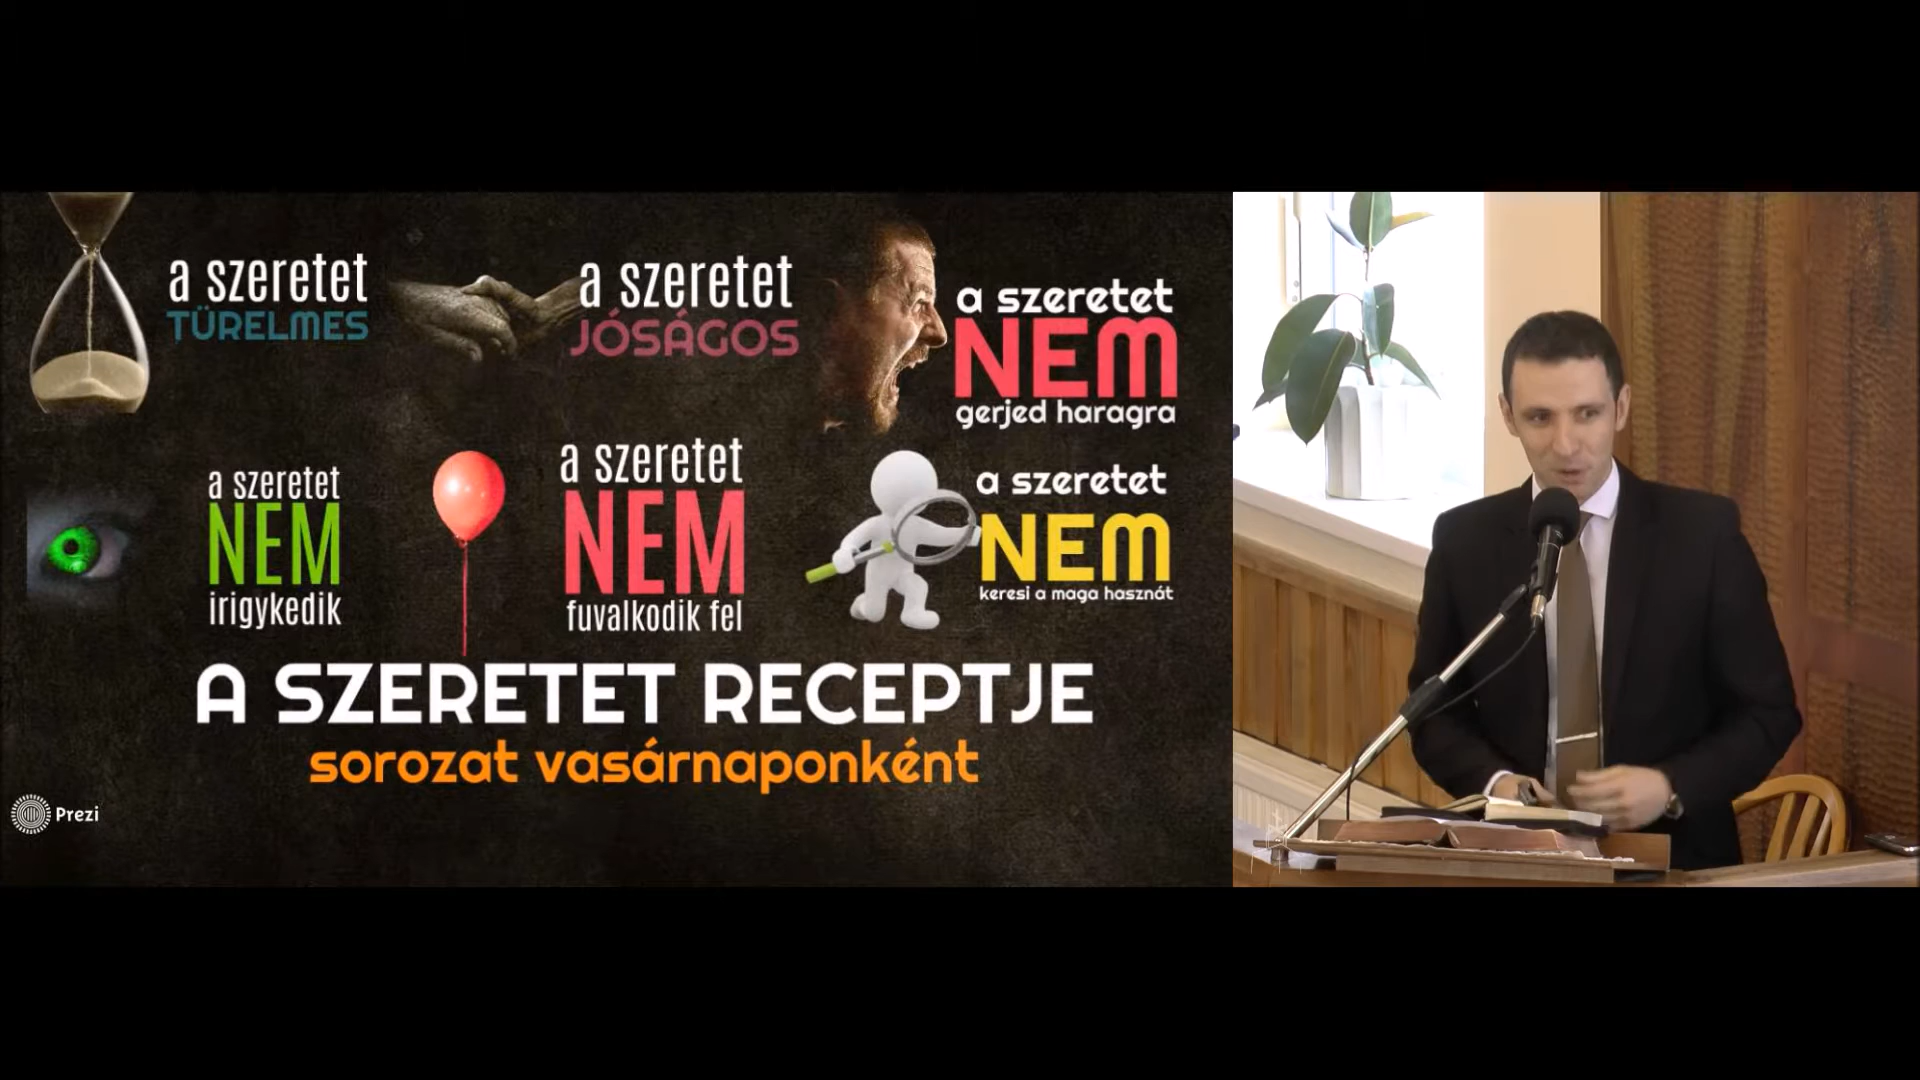 a szeretet
TÜRELMES
a szeretet
JÓSÁGOS
a szeretet
NEM
gerjed haragra
a szeretet
NEM
irigykedik
a szeretet
NEM
fuvalkodik fel
a szeretet
NEM
keresi a maga hasznát
A SZERETET RECEPTJE
sorozat vasárnaponként
Prezi